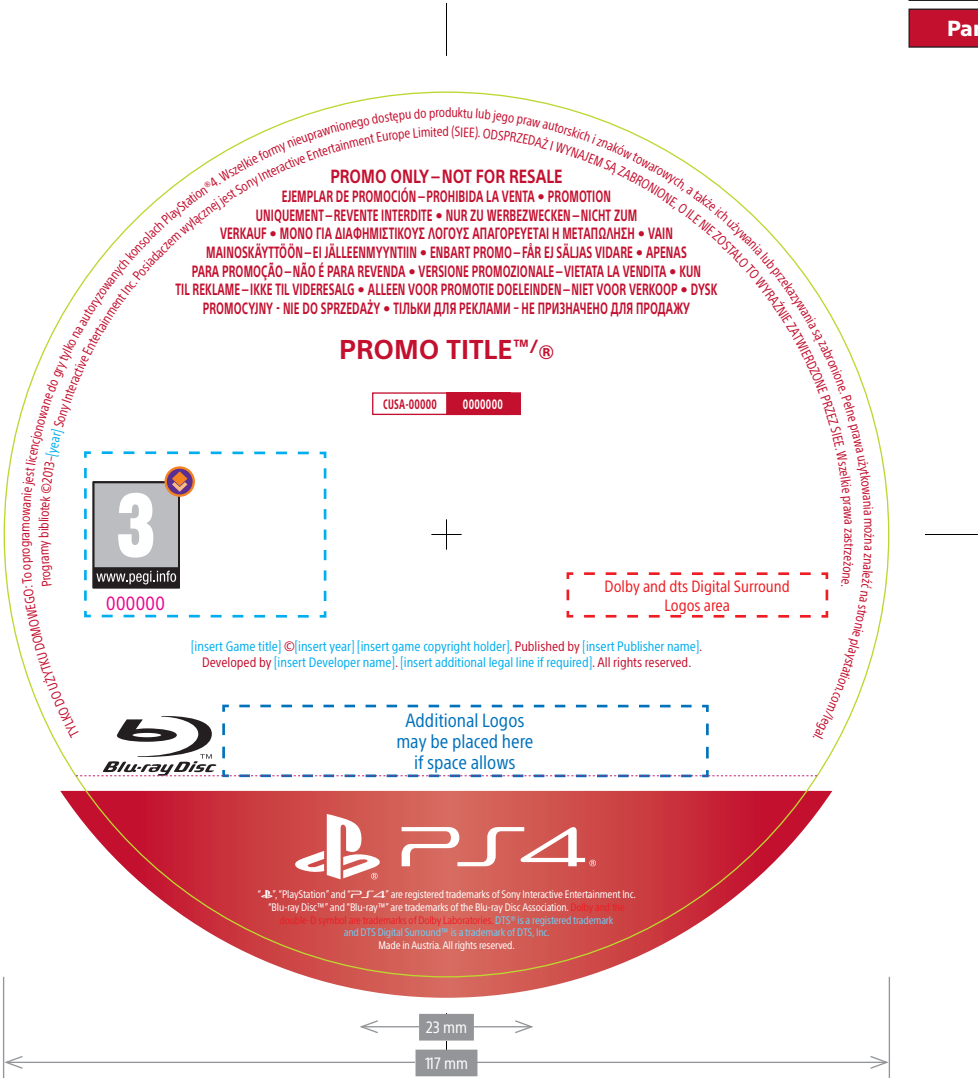 Par
TYLKO DO UŻYTKU DOMOWEGO: To oprogramowanie jest licencjonowane do gry tylko na autoryzowanych konsolach PlayStation®4. Wszelkie formy nieuprawnionego dostępu do produktu lub jego praw autorskich i znaków towarowych, a także ich używania lub przekazywania są zabronione. Pełne prawa użytkowania można znaleźć na stronie playstation.com/legal.
Programy bibliotek ©2013-[year] Sony Interactive Entertainment Inc. Posiadaczem wyłącznej jest Sony Interactive Entertainment Europe Limited (SIEE). ODSPRZEDAŻ I WYNAJEM SĄ ZABRONIONE, O ILE NIE ZOSTAŁO TO WYRAŹNIE ZATWIERDZONE PRZEZ SIEE. Wszelkie prawa zastrzeżone.
PROMO ONLY – NOT FOR RESALE
EJEMPLAR DE PROMOCIÓN – PROHIBIDA LA VENTA • PROMOTION
UNIQUEMENT – REVENTE INTERDITE • NUR ZU WERBEZWECKEN – NICHT ZUM
VERKAUF • ΜΟΝΟ ΓΙΑ ΔΙΑΦΗΜΙΣΤΙΚΟΥΣ ΛΟΓΟΥΣ ΑΠΑΓΟΡΕΥΕΤΑΙ Η ΜΕΤΑΠΩΛΗΣΗ • VAIN
MAINOSKÄYTTÖÖN – EI JÄLLEENMYYNTIIN • ENBART PROMO – FÅR EJ SÄLJAS VIDARE • APENAS
PARA PROMOÇÃO – NÃO É PARA REVENDA • VERSIONE PROMOZIONALE – VIETATA LA VENDITA • KUN
TIL REKLAME – IKKE TIL VIDERESALG • ALLEEN VOOR PROMOTIE DOELEINDEN – NIET VOOR VERKOOP • DYSK
PROMOCYJNY - NIE DO SPRZEDAŻY • ТІЛЬКИ ДЛЯ РЕКЛАМИ – НЕ ПРИЗНАЧЕНО ДЛЯ ПРОДАЖУ
PROMO TITLE™/®
CUSA-00000 0000000
3
www.pegi.info
000000
Dolby and dts Digital Surround
Logos area
[insert Game title] ©[insert year] [insert game copyright holder]. Published by [insert Publisher name].
Developed by [insert Developer name]. [insert additional legal line if required]. All rights reserved.
Blu-ray Disc™
Additional Logos
may be placed here
if space allows
PS4®
"PS", "PlayStation" and "PS4" are registered trademarks of Sony Interactive Entertainment Inc.
"Blu-ray Disc™" and "Blu-ray™" are trademarks of the Blu-ray Disc Association. Dolby and the
double-D symbol are trademarks of Dolby Laboratories. DTS® is a registered trademark
and DTS Digital Surround™ is a trademark of DTS, Inc.
Made in Austria. All rights reserved.
23 mm
117 mm